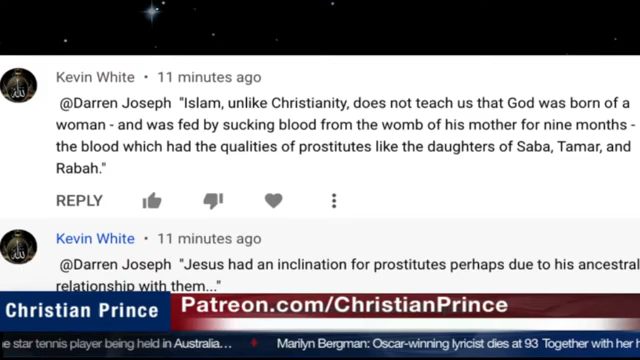 Kevin White • 11 minutes ago
@Darren Joseph "Islam, unlike Christianity, does not teach us that God was born of a
woman - and was fed by sucking blood from the womb of his mother for nine months -
the blood which had the qualities of prostitutes like the daughters of Saba, Tamar, and
Rabah."
REPLY
Kevin White • 11 minutes ago
@Darren Joseph "Jesus had an inclination for prostitutes perhaps due to his ancestral
relationship with them..."
Christian Prince
Patreon.com/ChristianPrince
e star tennis player being held in Australia... + Marilyn Bergman: Oscar-winning lyricist dies at 93 Together with her h